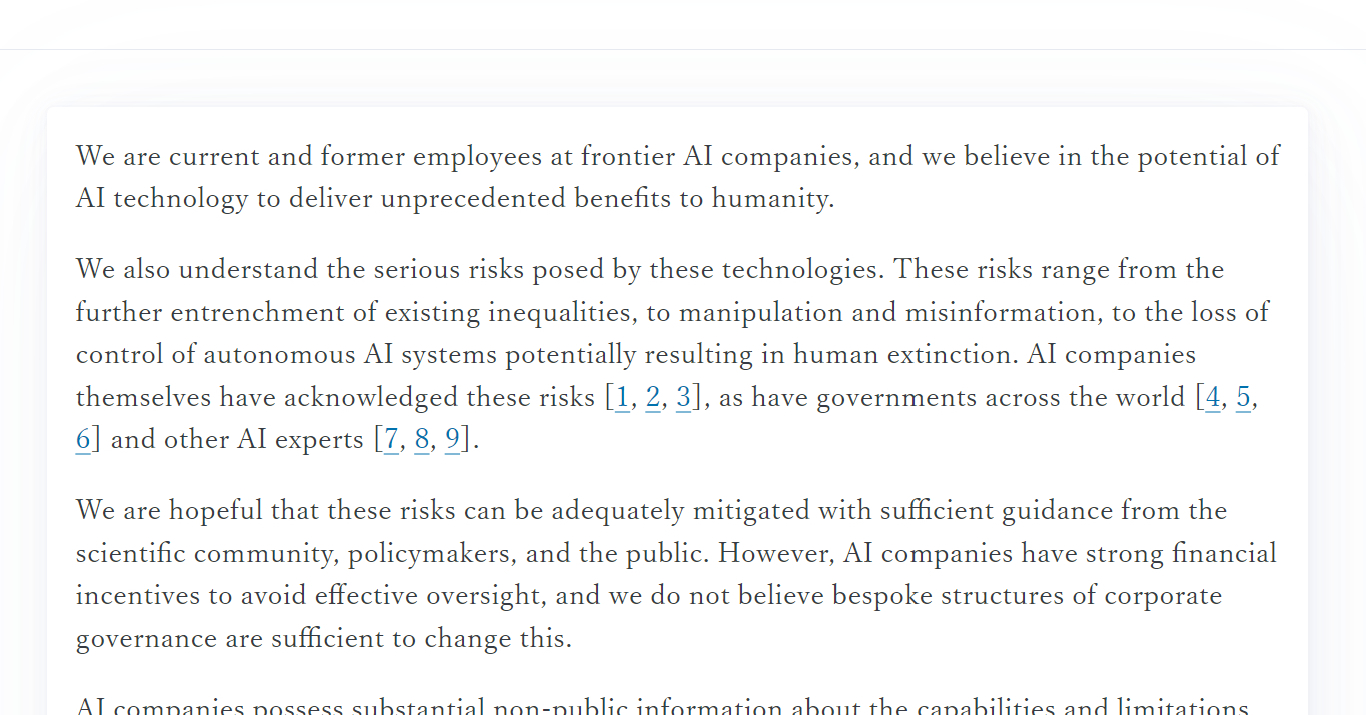 We are current and former employees at frontier AI companies, and we believe in the potential of
AI technology to deliver unprecedented benefits to humanity.
We also understand the serious risks posed by these technologies. These risks range from the
further entrenchment of existing inequalities, to manipulation and misinformation, to the loss of
control of autonomous AI systems potentially resulting in human extinction. AI companies
themselves have acknowledged these risks [1, 2, 3], as have governments across the world [4, 5,
6] and other AI experts [7, 8, 9].
We are hopeful that these risks can be adequately mitigated with sufficient guidance from the
scientific community, policymakers, and the public. However, AI companies have strong financial
incentives to avoid effective oversight, and we do not believe bespoke structures of corporate
governance are sufficient to change this.
AI companies possess substantial non-public information about the capabilities and limitations